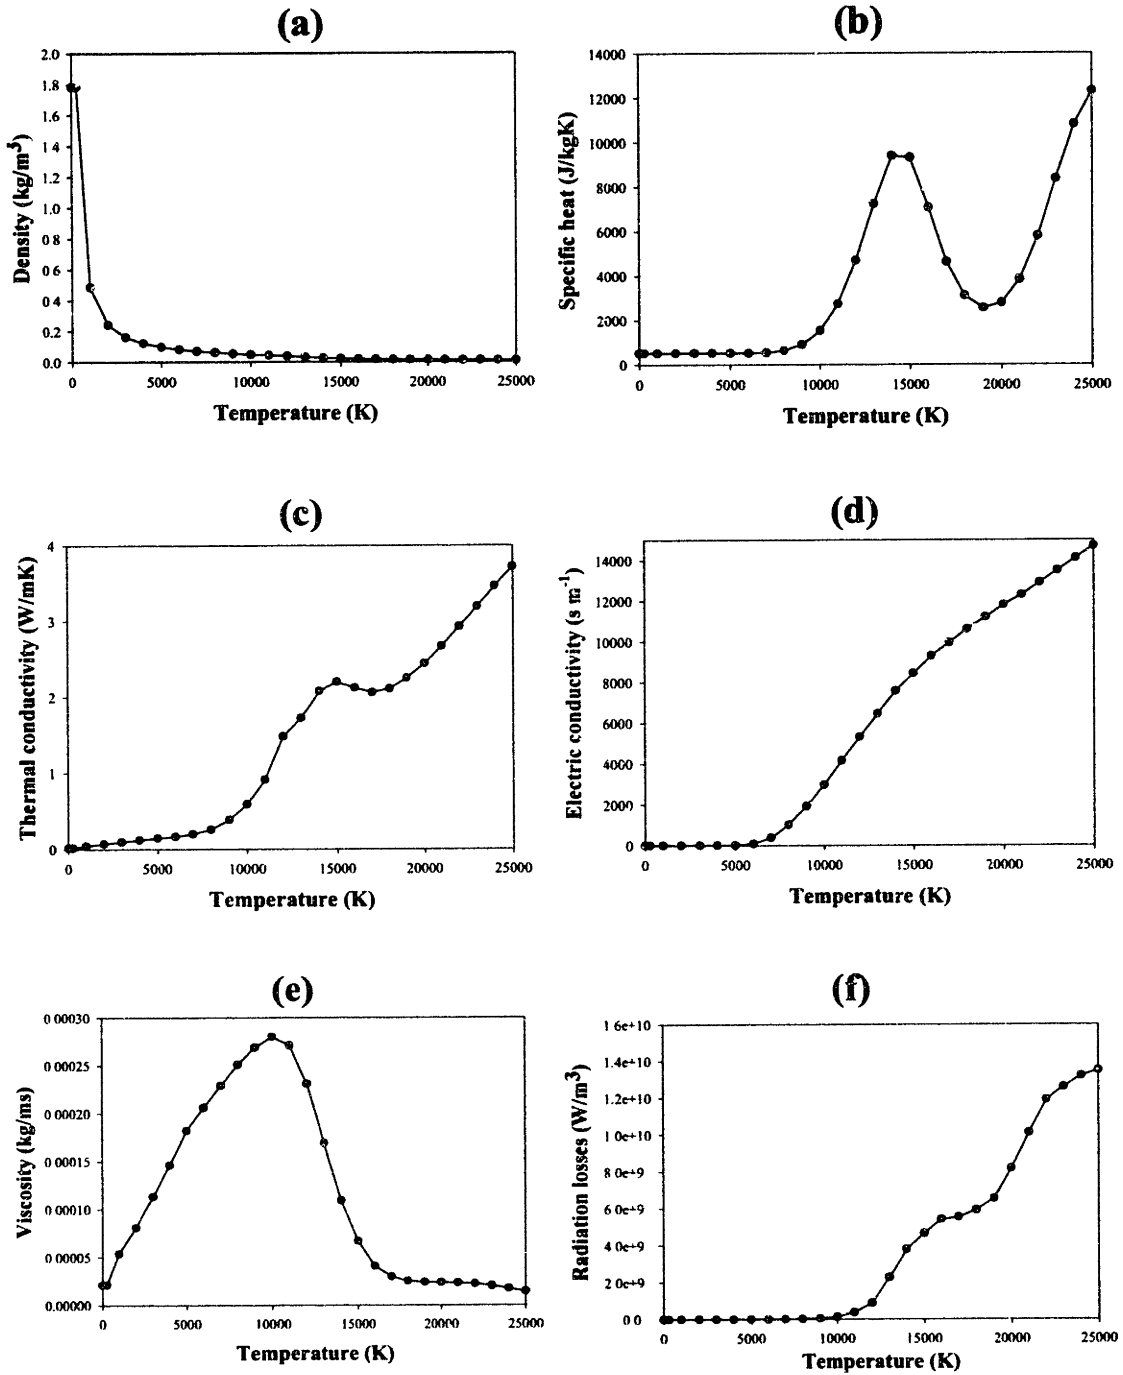 (a)
2.0
1.8
1.6
1.4
1.2
1.0
0.8
0.6
0.4
0.2
0.0
Density (kg/m³)
0 5000 10000 15000 20000 25000
Temperature (K)
(b)
14000
12000
10000
8000
6000
4000
2000
0
Specific heat (J/kgK)
0 5000 10000 15000 20000 25000
Temperature (K)
(c)
4
3
2
1
0
Thermal conductivity (W/mK)
0 5000 10000 15000 20000 25000
Temperature (K)
(d)
14000
12000
10000
8000
6000
4000
2000
0
Electric conductivity (s m⁻¹)
0 5000 10000 15000 20000 25000
Temperature (K)
(e)
0 00030
0 00025
0 00020
0 00015
0 00010
0 00005
0 00000
Viscosity (kg/ms)
0 5000 10000 15000 20000 25000
Temperature (K)
(f)
1 6e+10
1.4e+10
1.2e+10
1 0e+10
8 0e+9
6 0e+9
4 0e+9
2 0e+9
0 0
Radiation losses (W/m³)
0 5000 10000 15000 20000 25000
Temperature (K)